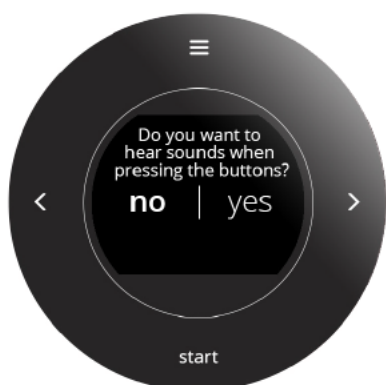 Do you want to
hear sounds when
pressing the buttons?
no | yes
start